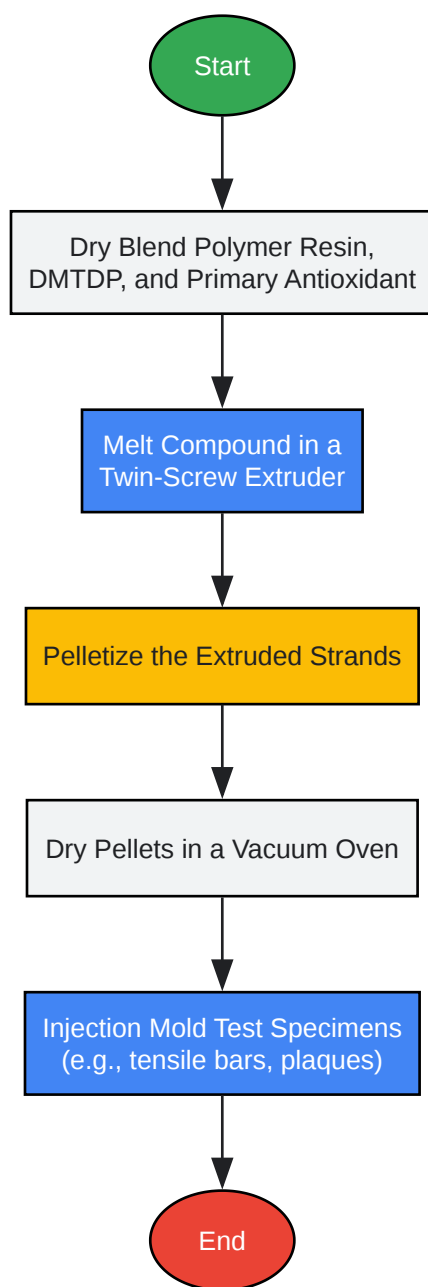 Start
Dry Blend Polymer Resin,
DMTDP, and Primary Antioxidant
Melt Compound in a
Twin-Screw Extruder
Pelletize the Extruded Strands
Dry Pellets in a Vacuum Oven
Injection Mold Test Specimens
(e.g., tensile bars, plaques)
End